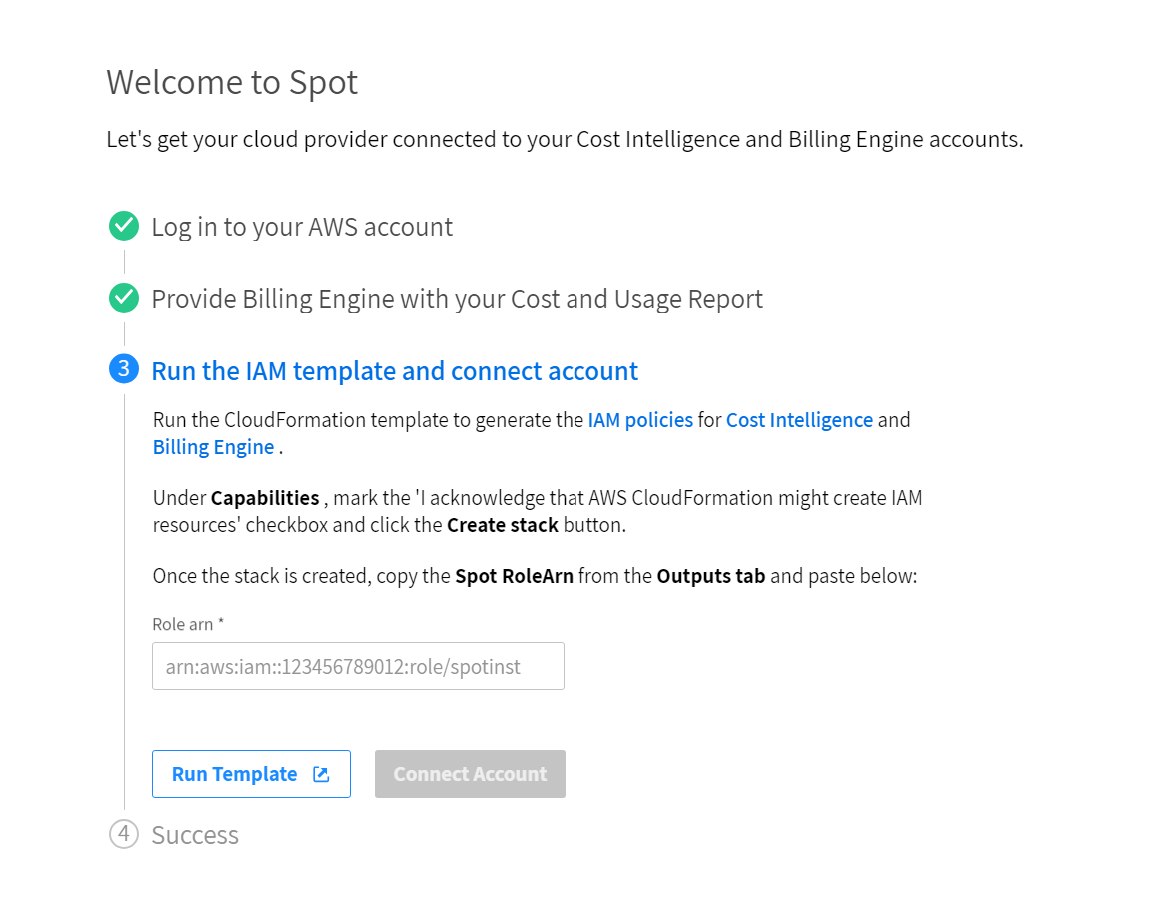 Welcome to Spot
Let's get your cloud provider connected to your Cost Intelligence and Billing Engine accounts.
Log in to your AWS account
Provide Billing Engine with your Cost and Usage Report
3 Run the IAM template and connect account
Run the CloudFormation template to generate the IAM policies for Cost Intelligence and
Billing Engine .
Under Capabilities , mark the 'I acknowledge that AWS CloudFormation might create IAM
resources' checkbox and click the Create stack button.
Once the stack is created, copy the Spot RoleArn from the Outputs tab and paste below:
Role arn *
arn:aws:iam::123456789012:role/spotinst
Run Template Connect Account
4 Success